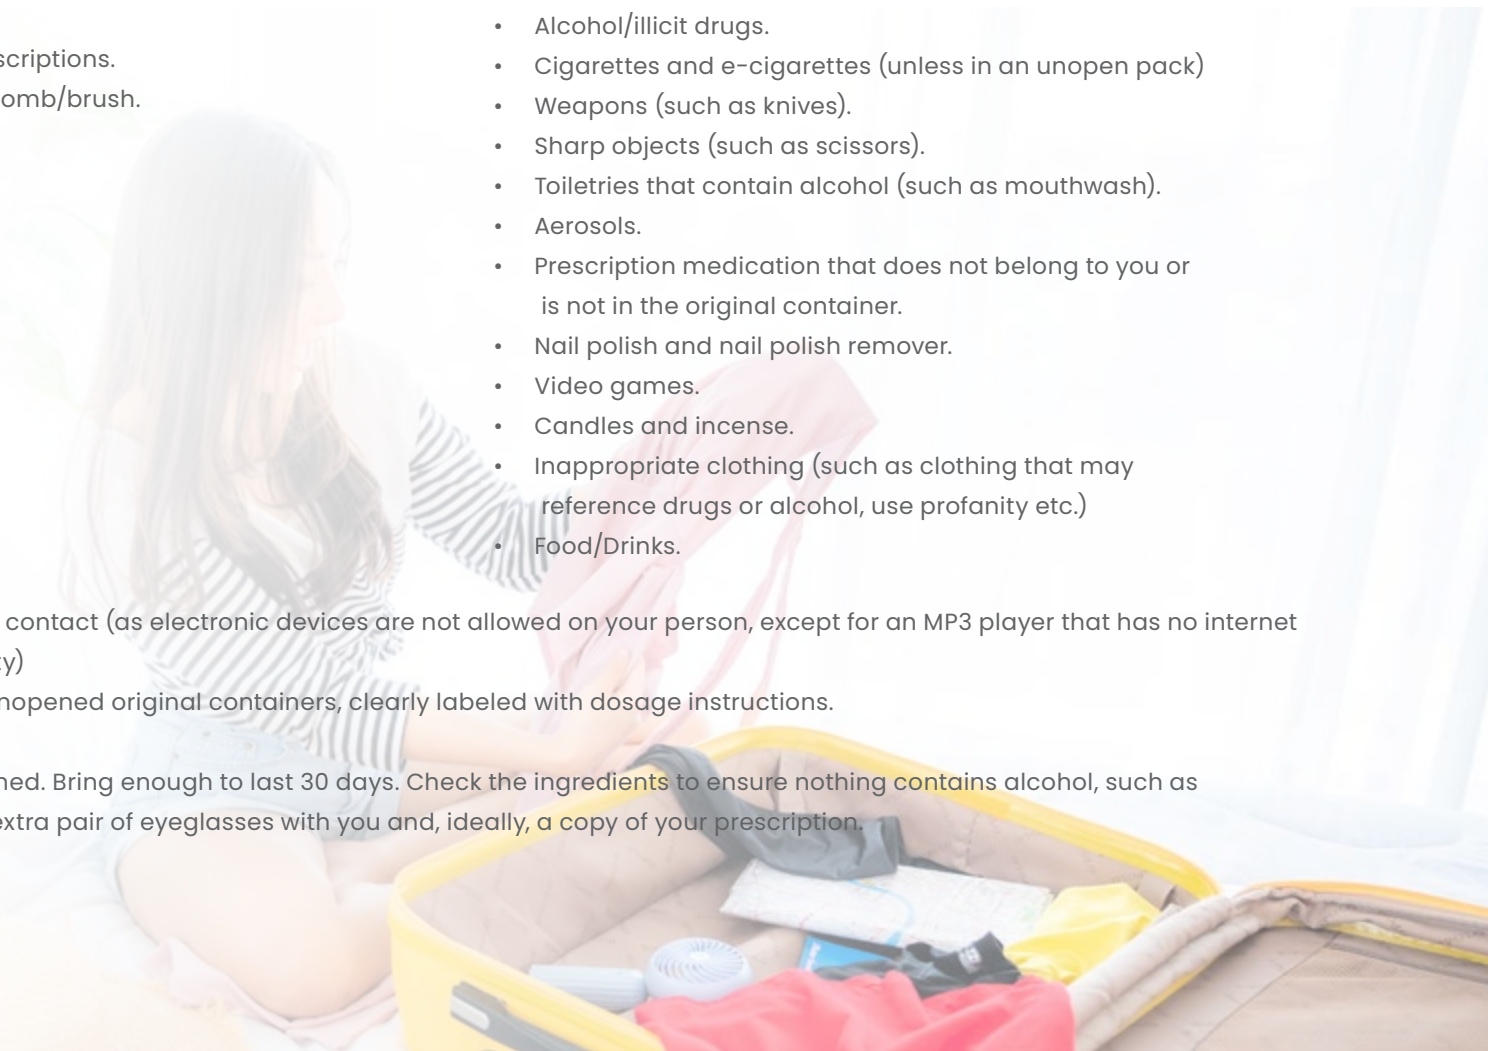 scriptions.
omb/brush.
• Alcohol/illicit drugs.
• Cigarettes and e-cigarettes (unless in an unopen pack)
• Weapons (such as knives).
• Sharp objects (such as scissors).
• Toiletries that contain alcohol (such as mouthwash).
• Aerosols.
• Prescription medication that does not belong to you or
is not in the original container.
• Nail polish and nail polish remover.
• Video games.
• Candles and incense.
• Inappropriate clothing (such as clothing that may
reference drugs or alcohol, use profanity etc.)
• Food/Drinks.
contact (as electronic devices are not allowed on your person, except for an MP3 player that has no internet
ty)
nopened original containers, clearly labeled with dosage instructions.
ned. Bring enough to last 30 days. Check the ingredients to ensure nothing contains alcohol, such as
extra pair of eyeglasses with you and, ideally, a copy of your prescription.